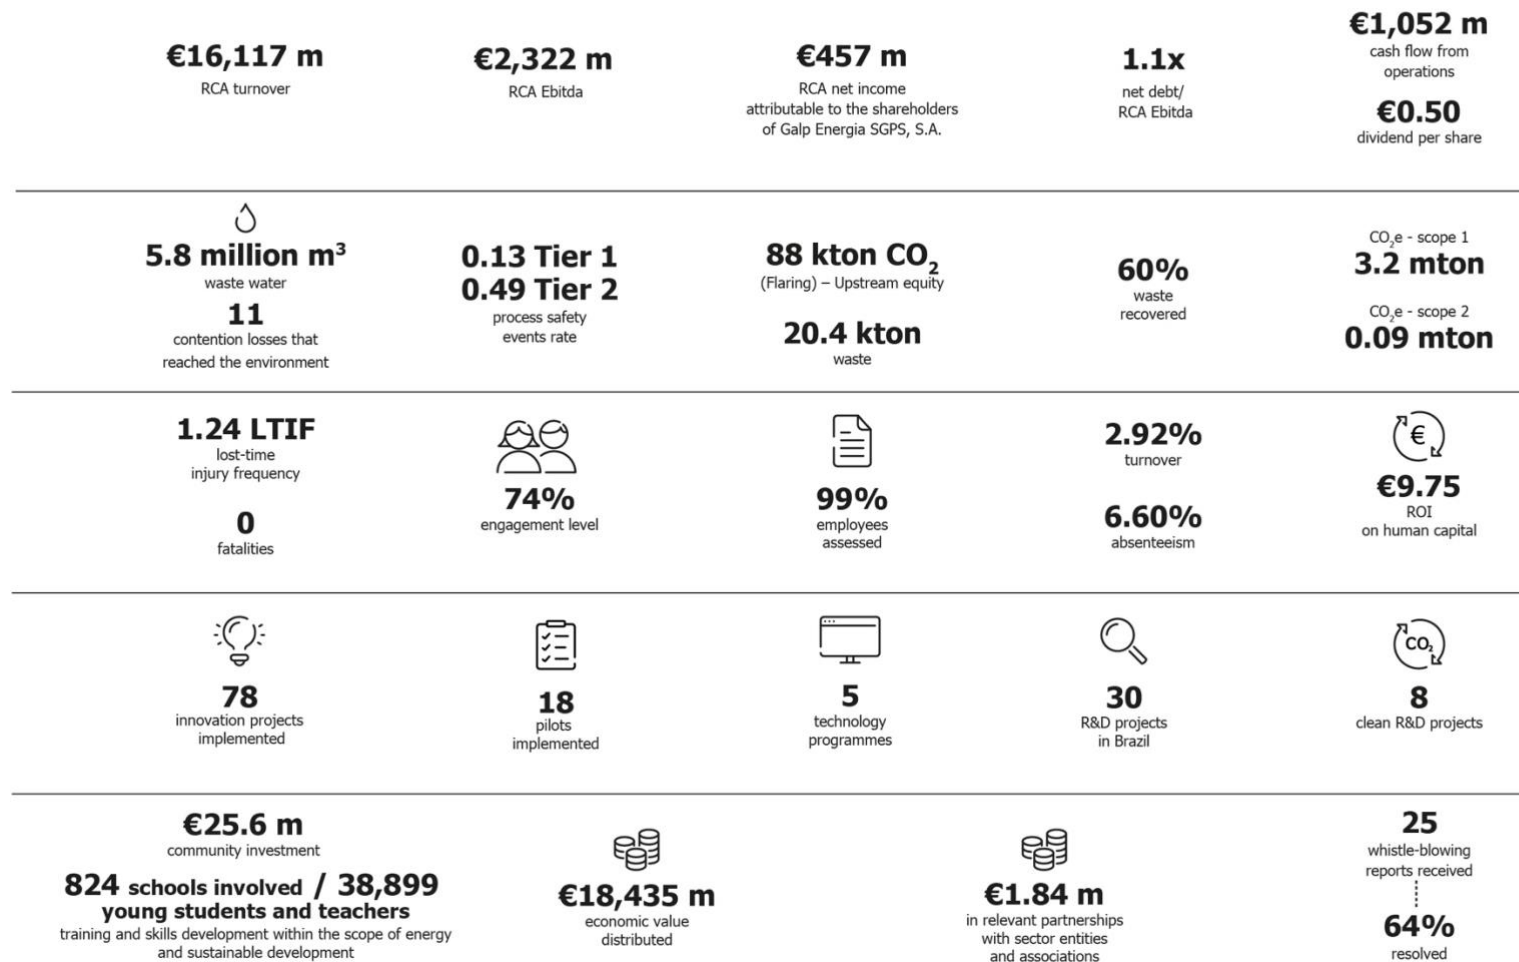 €16,117 m
RCA turnover
€2,322 m
RCA Ebitda
€457 m
RCA net income
attributable to the shareholders
of Galp Energia SGPS, S.A.
1.1x
net debt/
RCA Ebitda
€1,052 m
cash flow from
operations
€0.50
dividend per share
5.8 million m³
waste water
11
contention losses that
reached the environment
0.13 Tier 1
0.49 Tier 2
process safety
events rate
88 kton CO₂
(Flaring) – Upstream equity
20.4 kton
waste
60%
waste
recovered
CO₂e - scope 1
3.2 mton
CO₂e - scope 2
0.09 mton
1.24 LTIF
lost-time
injury frequency
0
fatalities
74%
engagement level
99%
employees
assessed
2.92%
turnover
6.60%
absenteeism
€
€9.75
ROI
on human capital
78
innovation projects
implemented
18
pilots
implemented
5
technology
programmes
30
R&D projects
in Brazil
CO₂
8
clean R&D projects
€25.6 m
community investment
824 schools involved / 38,899
young students and teachers
training and skills development within the scope of energy
and sustainable development
€18,435 m
economic value
distributed
€1.84 m
in relevant partnerships
with sector entities
and associations
25
whistle-blowing
reports received
64%
resolved